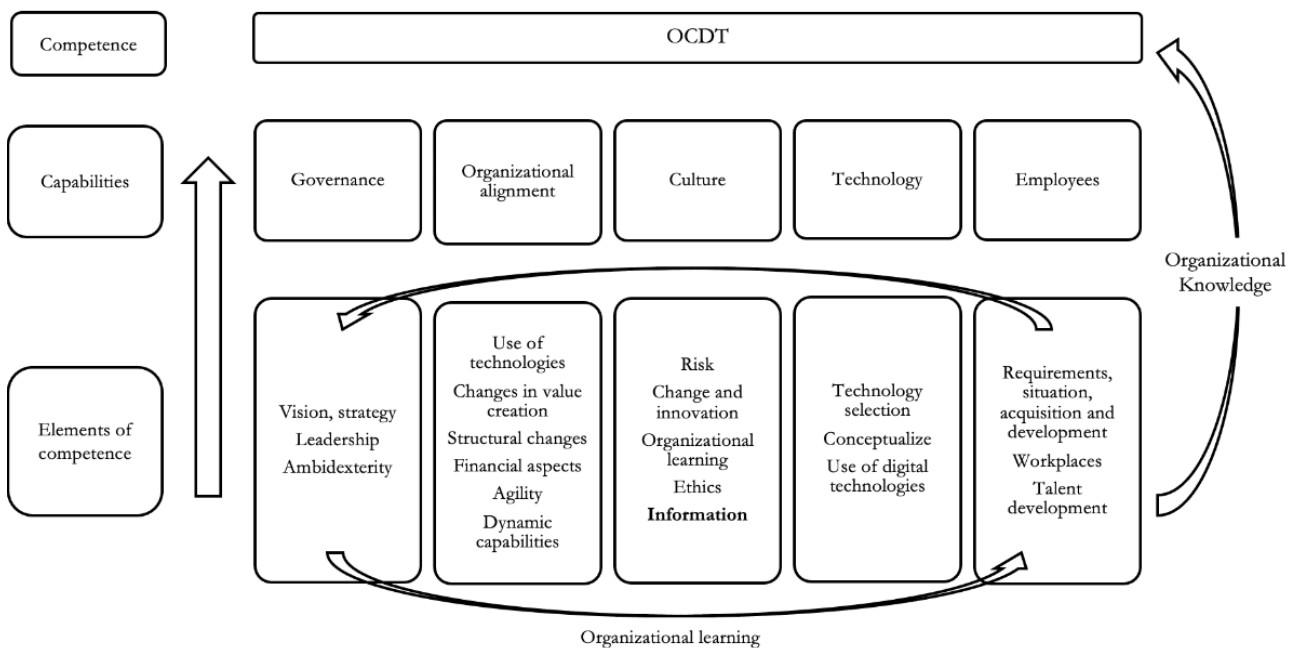 Competence
OCDT
Capabilities
Governance
Organizational
alignment
Culture
Technology
Employees
Organizational
Knowledge
Elements of
competence
Vision, strategy
Leadership
Ambidexterity
Use of
technologies
Changes in value
creation
Structural changes
Financial aspects
Agility
Dynamic
capabilities
Risk
Change and
innovation
Organizational
learning
Ethics
Information
Technology
selection
Conceptualize
Use of digital
technologies
Requirements,
situation,
acquisition and
development
Workplaces
Talent
development
Organizational learning